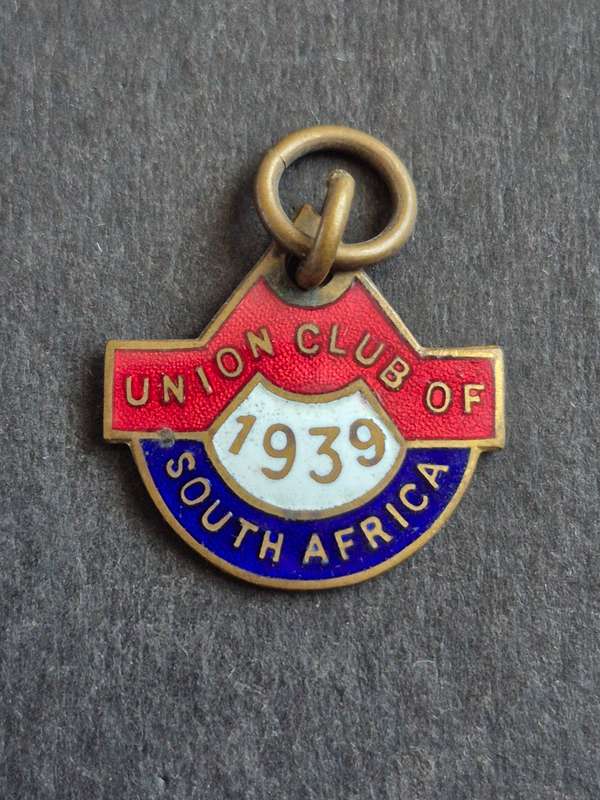 UNION CLUB OF
1939
SOUTH AFRICA